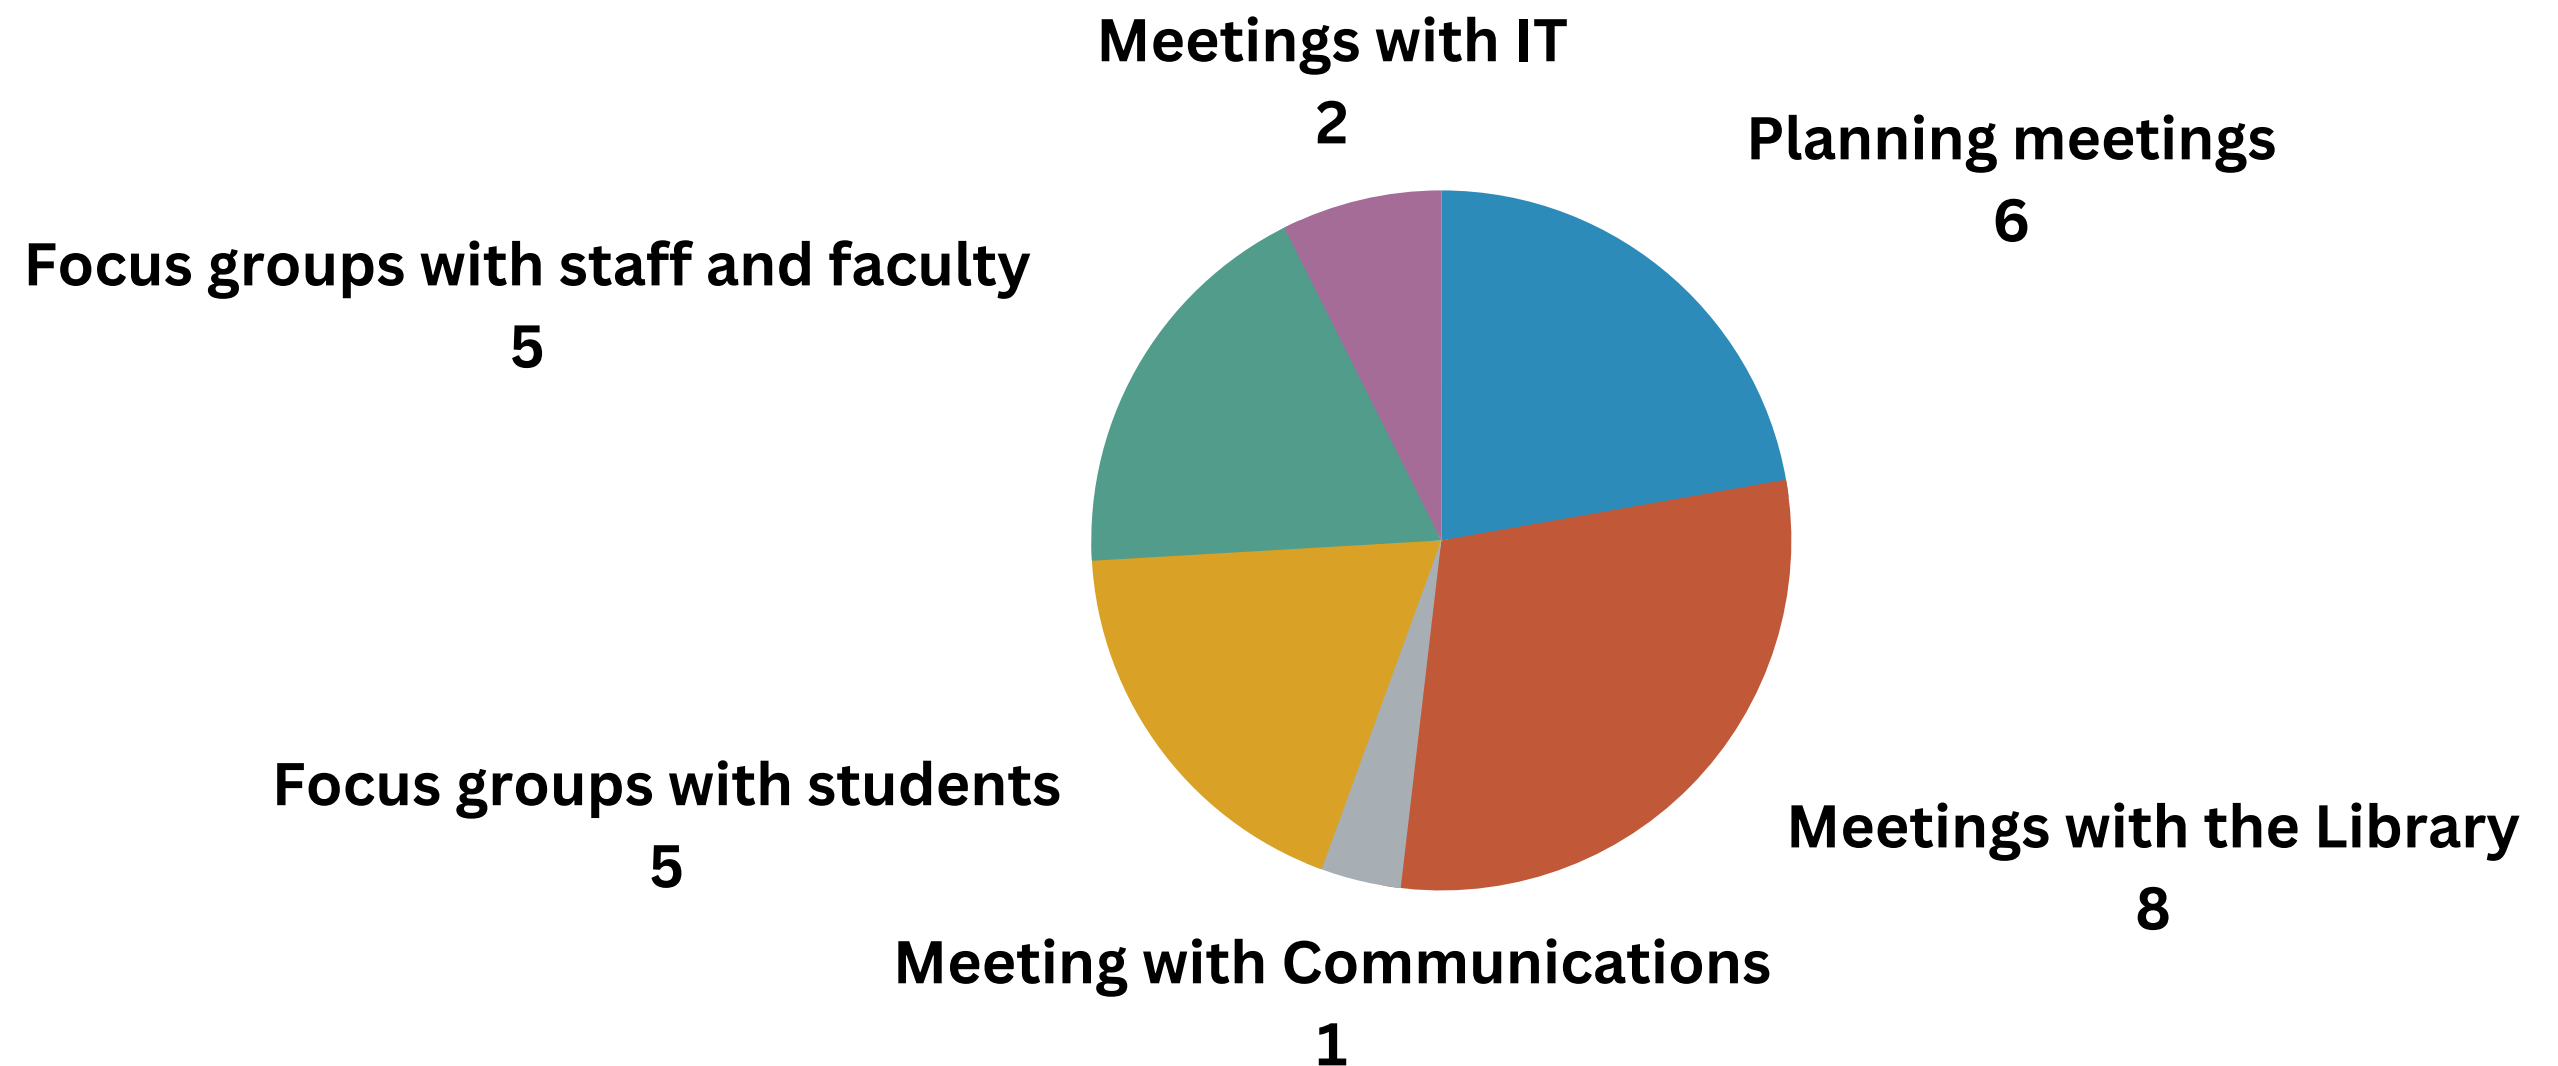 Meetings with IT
2
Planning meetings
6
Focus groups with staff and faculty
5
Focus groups with students
5
Meetings with the Library
8
Meeting with Communications
1